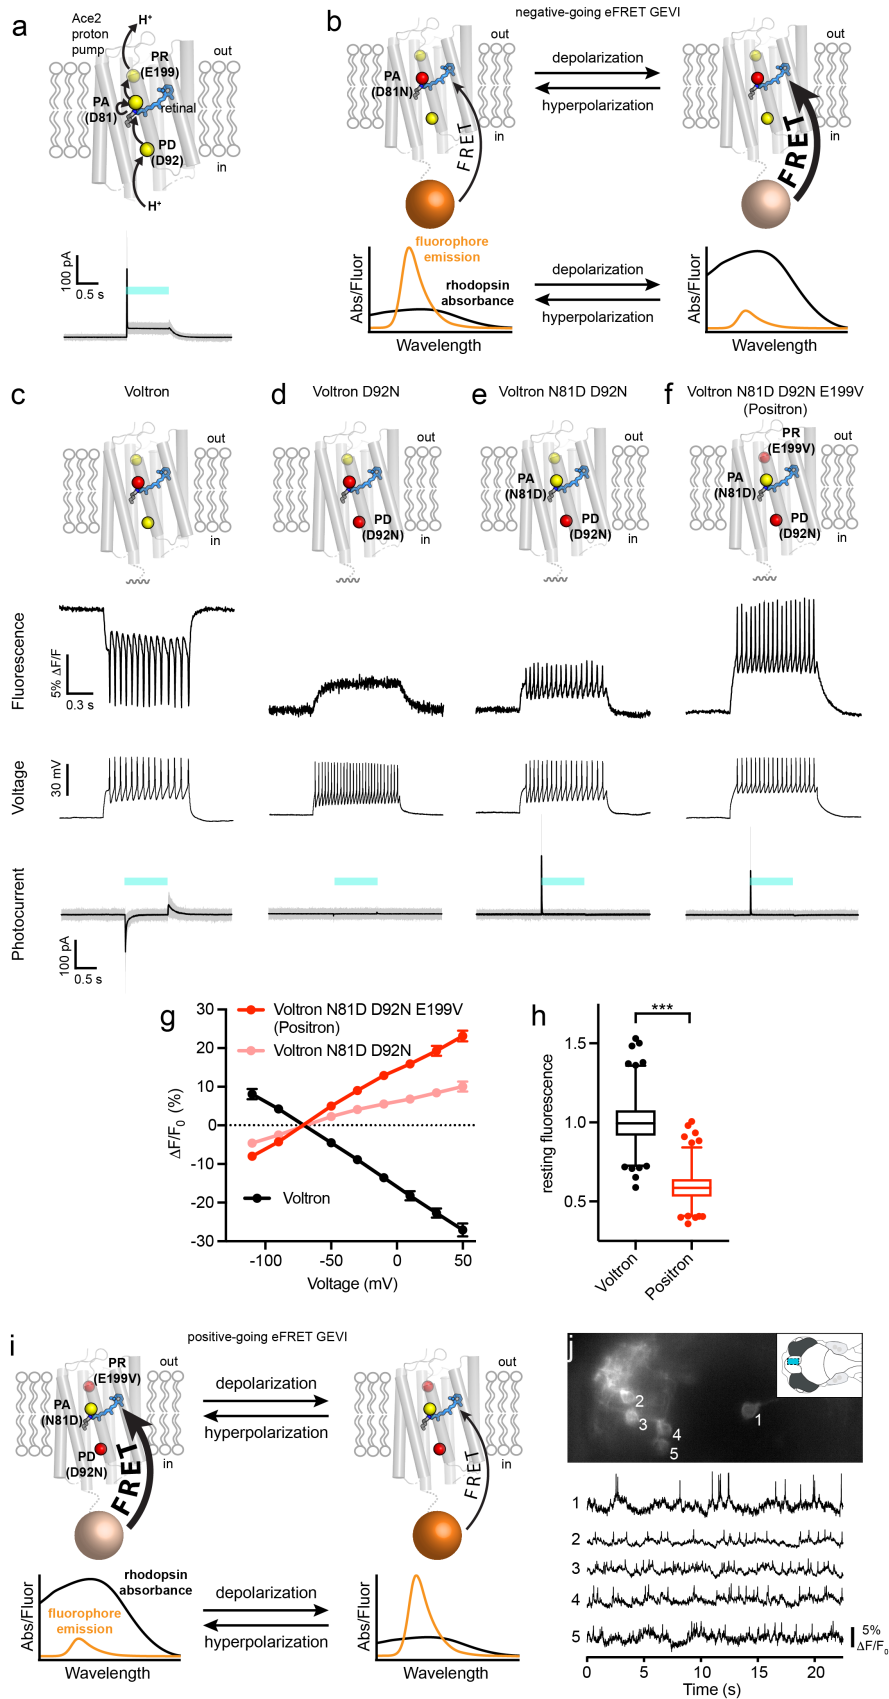 a
Ace2
proton
pump
H⁺
PR
(E199)
out
PA
(D81)
retinal
PD
(D92)
in
H⁺
100 pA
0.5 s
b
negative-going eFRET GEVI
out
PA
(D81N)
in
FRET
depolarization
hyperpolarization
out
in
FRET
fluorophore
emission
rhodopsin
absorbance
Abs/Fluor
Wavelength
depolarization
hyperpolarization
Abs/Fluor
Wavelength
c
Voltron
out
in
d
Voltron D92N
PD
(D92N)
out
in
e
Voltron N81D D92N
PA
(N81D)
PD
(D92N)
out
in
f
Voltron N81D D92N E199V
(Positron)
PR
(E199V)
PA
(N81D)
PD
(D92N)
out
in
Fluorescence
5% ΔF/F
0.3 s
Voltage
30 mV
Photocurrent
100 pA
0.5 s
g
30
20
10
0
-10
-20
-30
ΔF/F₀ (%)
Voltron N81D D92N E199V
(Positron)
Voltron N81D D92N
Voltron
-100
-50
0
50
Voltage (mV)
h
***
1.5
1.0
0.5
resting fluorescence
Voltron
Positron
i
positive-going eFRET GEVI
PR
(E199V)
out
PA
(N81D)
PD
(D92N)
in
FRET
depolarization
hyperpolarization
out
in
FRET
rhodopsin
absorbance
fluorophore
emission
Abs/Fluor
Wavelength
depolarization
hyperpolarization
Abs/Fluor
Wavelength
j
2
3
4
5
1
1
2
3
4
5
5%
ΔF/F₀
0
5
10
15
20
Time (s)